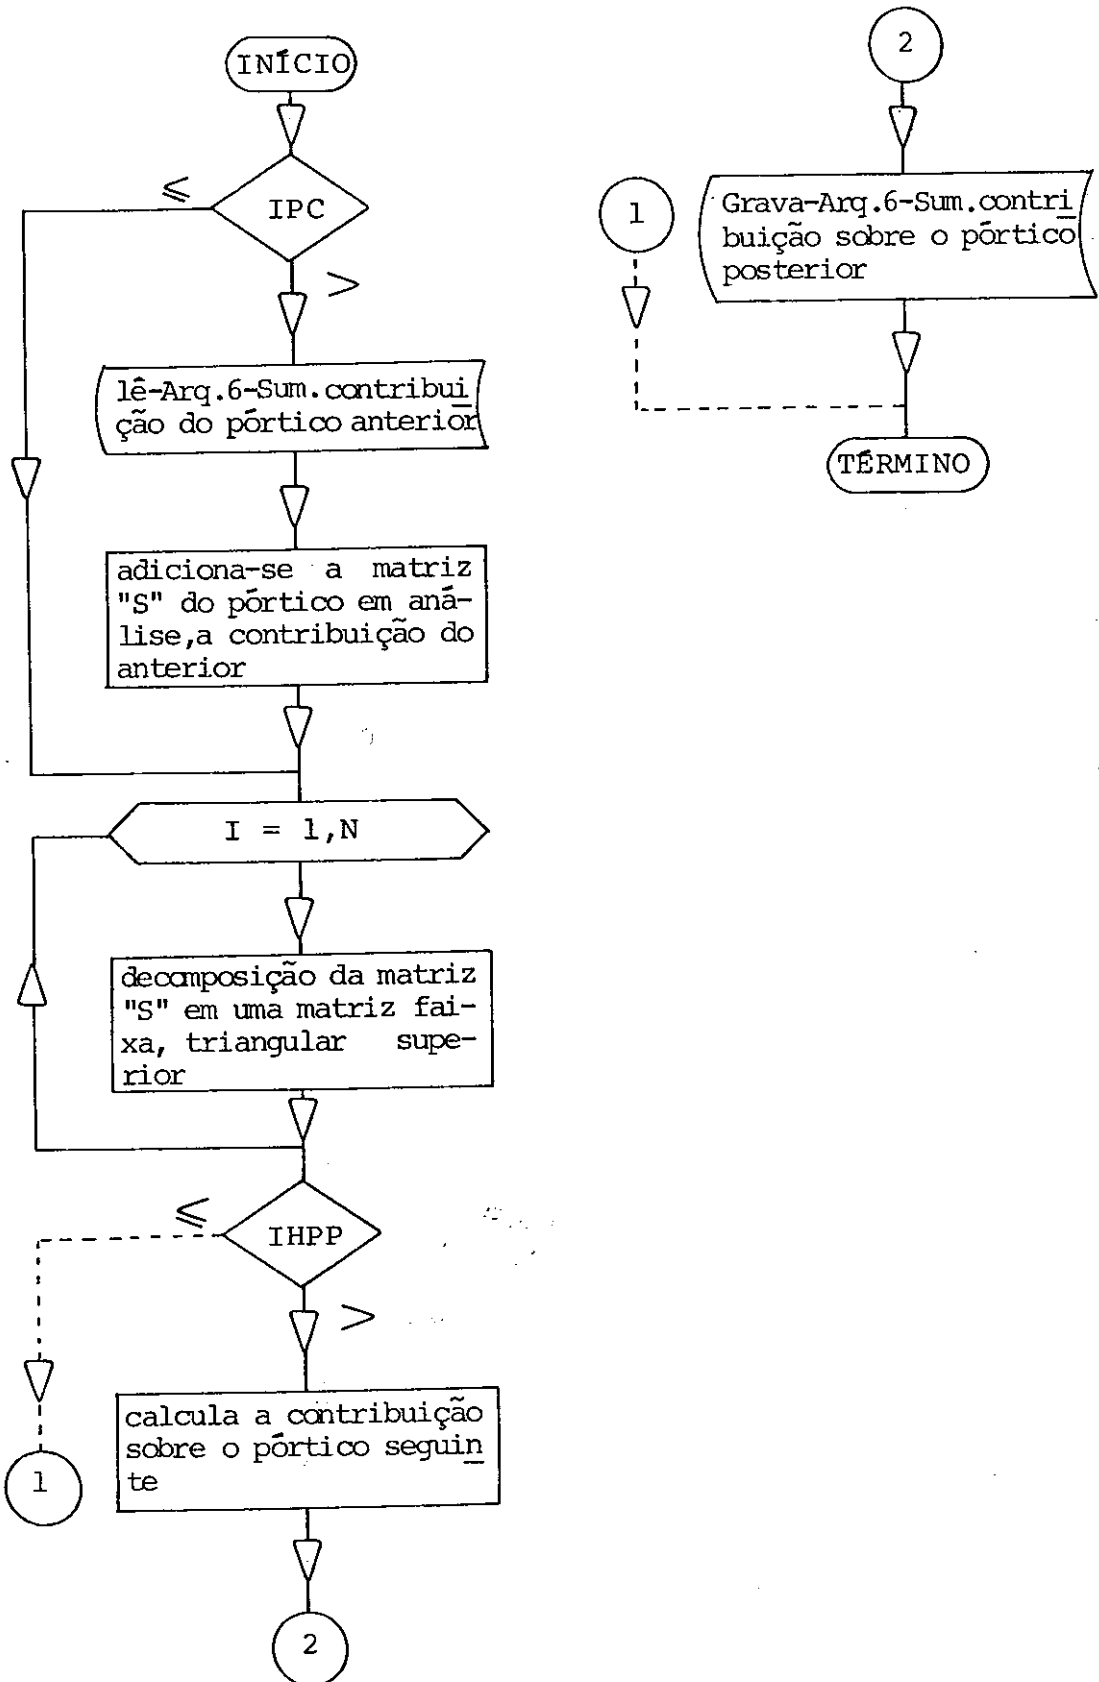 INÍCIO
≤
IPC
>
lê-Arq.6-Sum.contribui
ção do pórtico anterior
adiciona-se a matriz
"S" do pórtico em aná-
lise,a contribuição do
anterior
I = 1,N
decomposição da matriz
"S" em uma matriz fai-
xa, triangular supe-
rior
≤
IHPP
>
calcula a contribuição
sobre o pórtico seguin
te
1
2
2
1
Grava-Arq.6-Sum.contri
buição sobre o pórtico
posterior
TÉRMINO